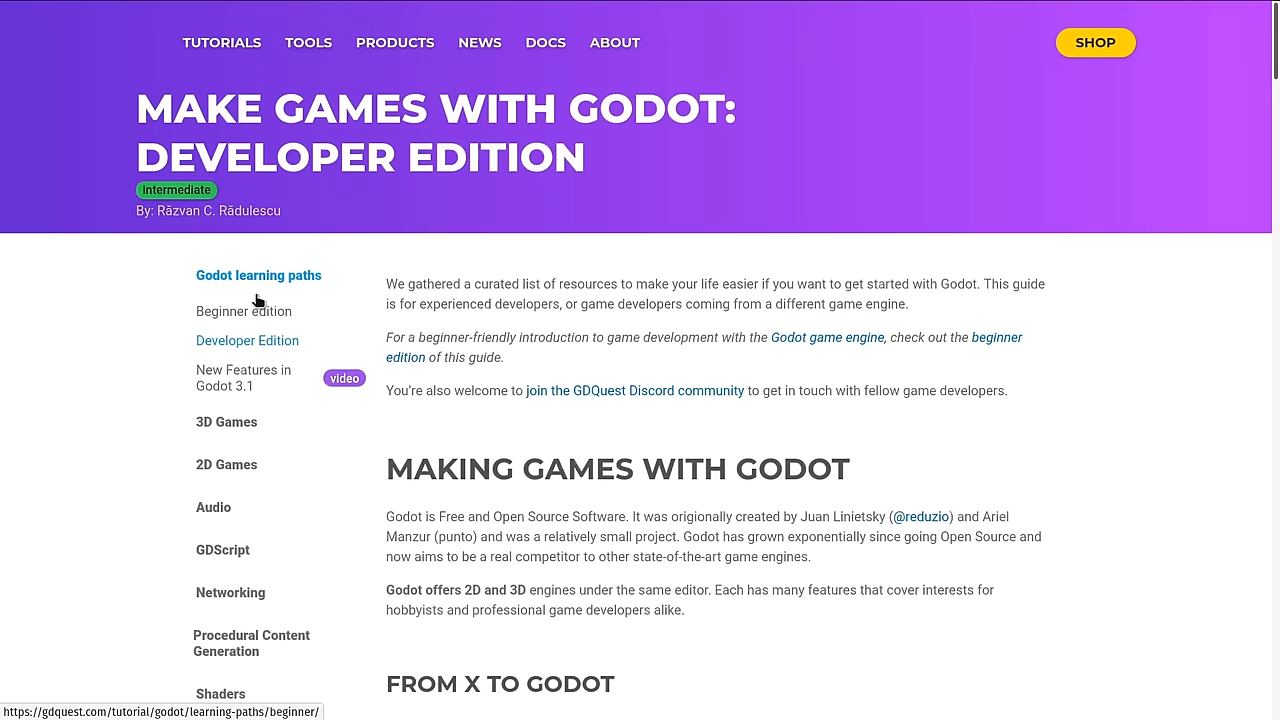 TUTORIALS TOOLS PRODUCTS NEWS DOCS ABOUT SHOP
MAKE GAMES WITH GODOT:
DEVELOPER EDITION
Intermediate
By: Răzvan C. Rădulescu
Godot learning paths
Beginner edition
Developer Edition
New Features in
Godot 3.1
video
3D Games
2D Games
Audio
GDScript
Networking
Procedural Content
Generation
Shaders
We gathered a curated list of resources to make your life easier if you want to get started with Godot. This guide
is for experienced developers, or game developers coming from a different game engine.
For a beginner-friendly introduction to game development with the Godot game engine, check out the beginner
edition of this guide.
You’re also welcome to join the GDQuest Discord community to get in touch with fellow game developers.
MAKING GAMES WITH GODOT
Godot is Free and Open Source Software. It was origionally created by Juan Linietsky (@reduzio) and Ariel
Manzur (punto) and was a relatively small project. Godot has grown exponentially since going Open Source and
now aims to be a real competitor to other state-of-the-art game engines.
Godot offers 2D and 3D engines under the same editor. Each has many features that cover interests for
hobbyists and professional game developers alike.
FROM X TO GODOT
https://gdquest.com/tutorial/godot/learning-paths/beginner/